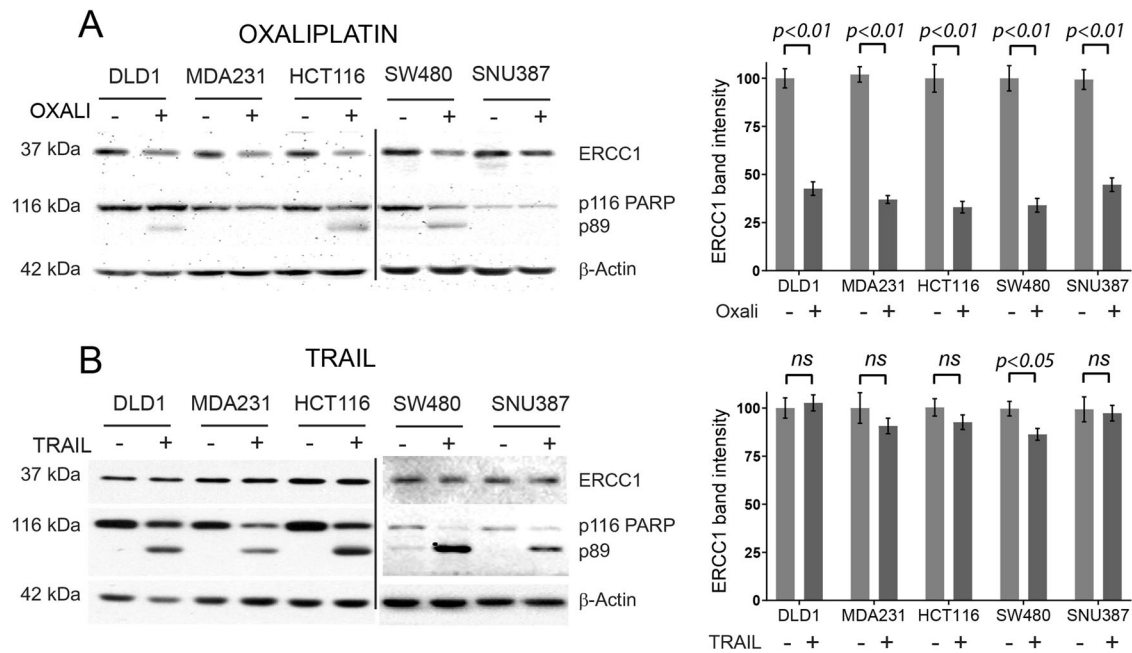 A
OXALIPLATIN
DLD1 MDA231 HCT116 SW480 SNU387
OXALI - + - + - + - + - +
37 kDa ERCC1
116 kDa p116 PARP
p89
42 kDa β-Actin
p<0.01 p<0.01 p<0.01 p<0.01 p<0.01
ERCC1 band intensity
100
75
50
25
0
DLD1 MDA231 HCT116 SW480 SNU387
Oxali - + - + - + - + - +
B
TRAIL
DLD1 MDA231 HCT116 SW480 SNU387
TRAIL - + - + - + - + - +
37 kDa ERCC1
116 kDa p116 PARP
p89
42 kDa β-Actin
ns ns ns p<0.05 ns
ERCC1 band intensity
100
75
50
25
0
DLD1 MDA231 HCT116 SW480 SNU387
TRAIL - + - + - + - + - +